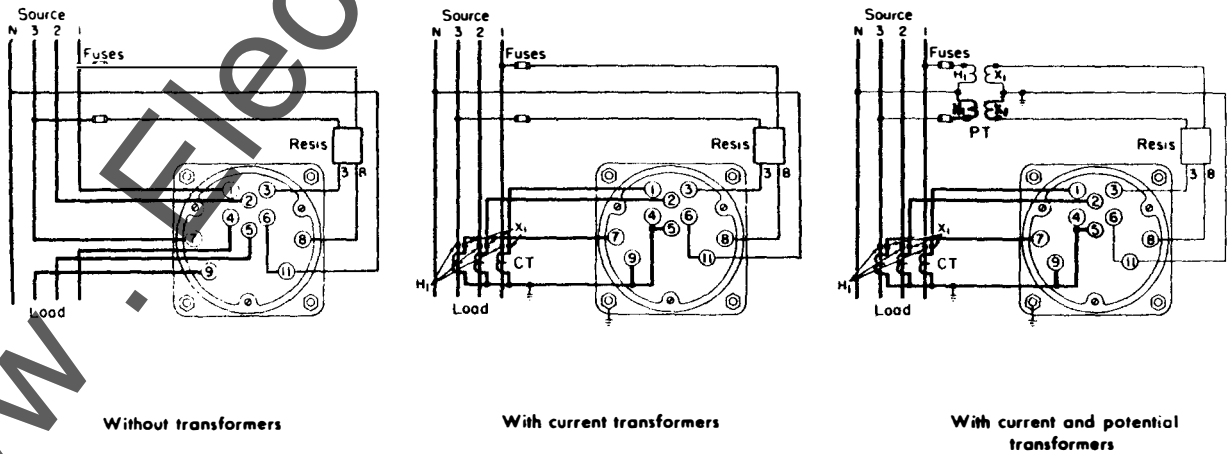 Source
N 3 2 1
Fuses
Resis
3 8
1 3
2
4 6
5
7 8
9 11
Load
Without transformers
Source
N 3 2 1
Fuses
Resis
3 8
1 3
2
4 6
5
X1
7 8
9 11
CT
H1
Load
With current transformers
Source
N 3 2 1
Fuses
H1 X1
PT
Resis
3 8
1 3
2
4 6
5
X1
7 8
9 11
CT
H1
Load
With current and potential
transformers
w. Eleo